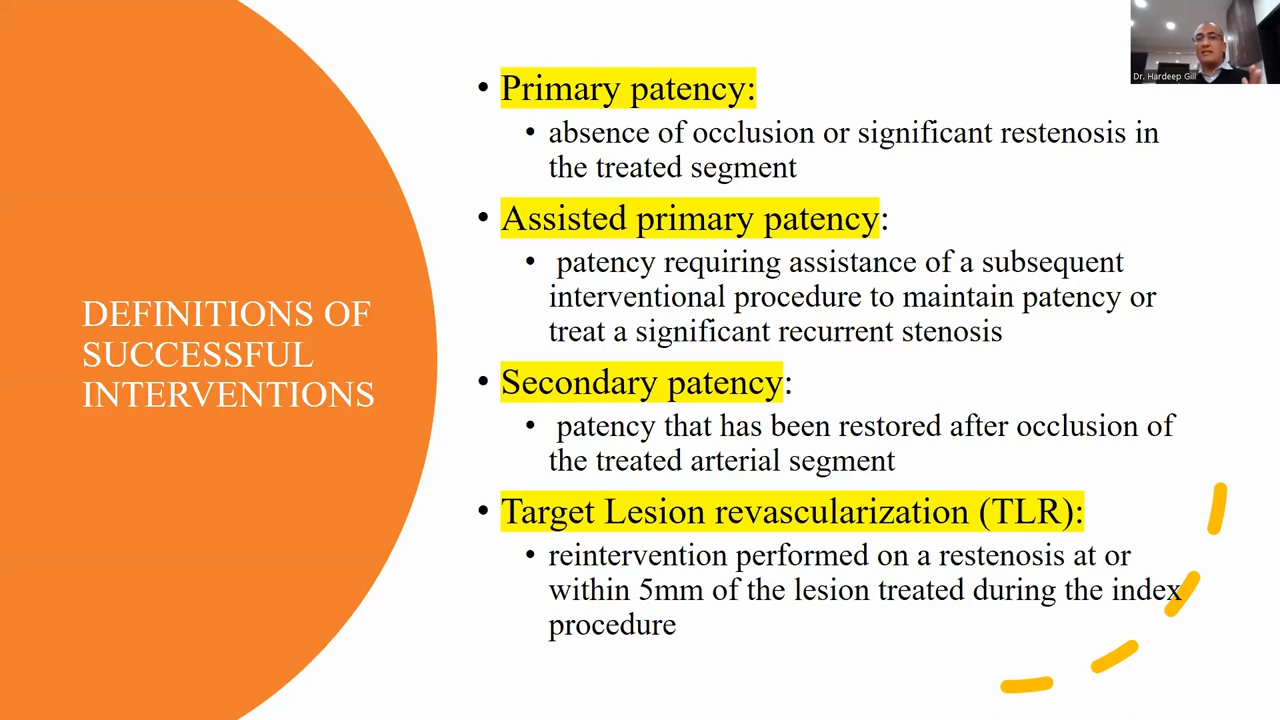 DEFINITIONS OF
SUCCESSFUL
INTERVENTIONS
• Primary patency:
• absence of occlusion or significant restenosis in
the treated segment
• Assisted primary patency:
• patency requiring assistance of a subsequent
interventional procedure to maintain patency or
treat a significant recurrent stenosis
• Secondary patency:
• patency that has been restored after occlusion of
the treated arterial segment
• Target Lesion revascularization (TLR):
• reintervention performed on a restenosis at or
within 5mm of the lesion treated during the index
procedure
Dr. Hardeep Gill